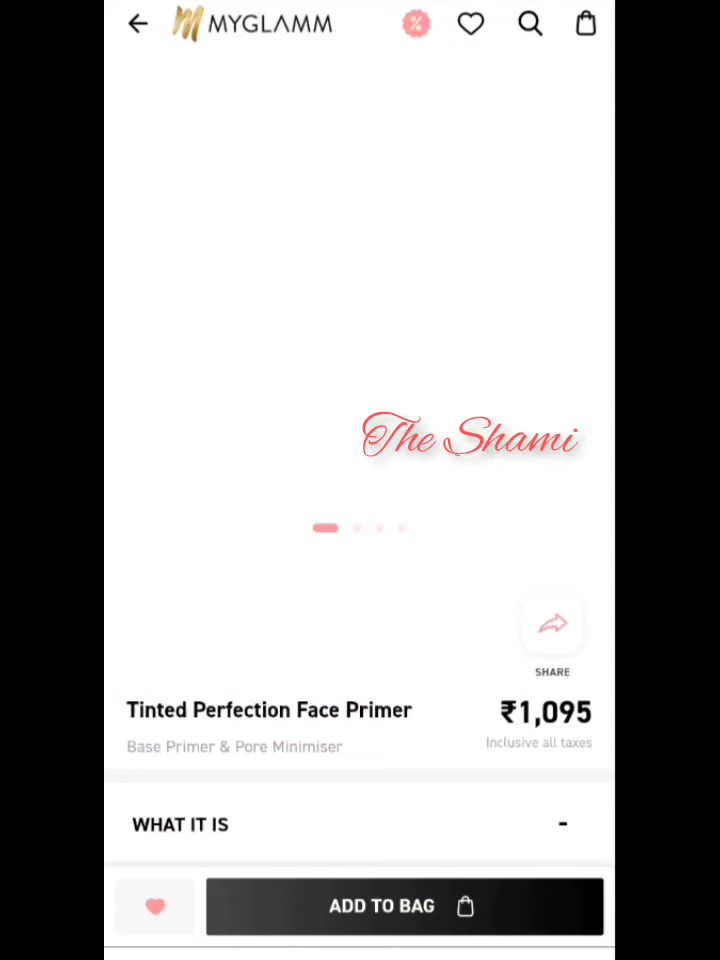 MYGLAMM
%
The Shami
SHARE
Tinted Perfection Face Primer
₹1,095
Base Primer & Pore Minimiser
Inclusive all taxes
WHAT IT IS
-
ADD TO BAG